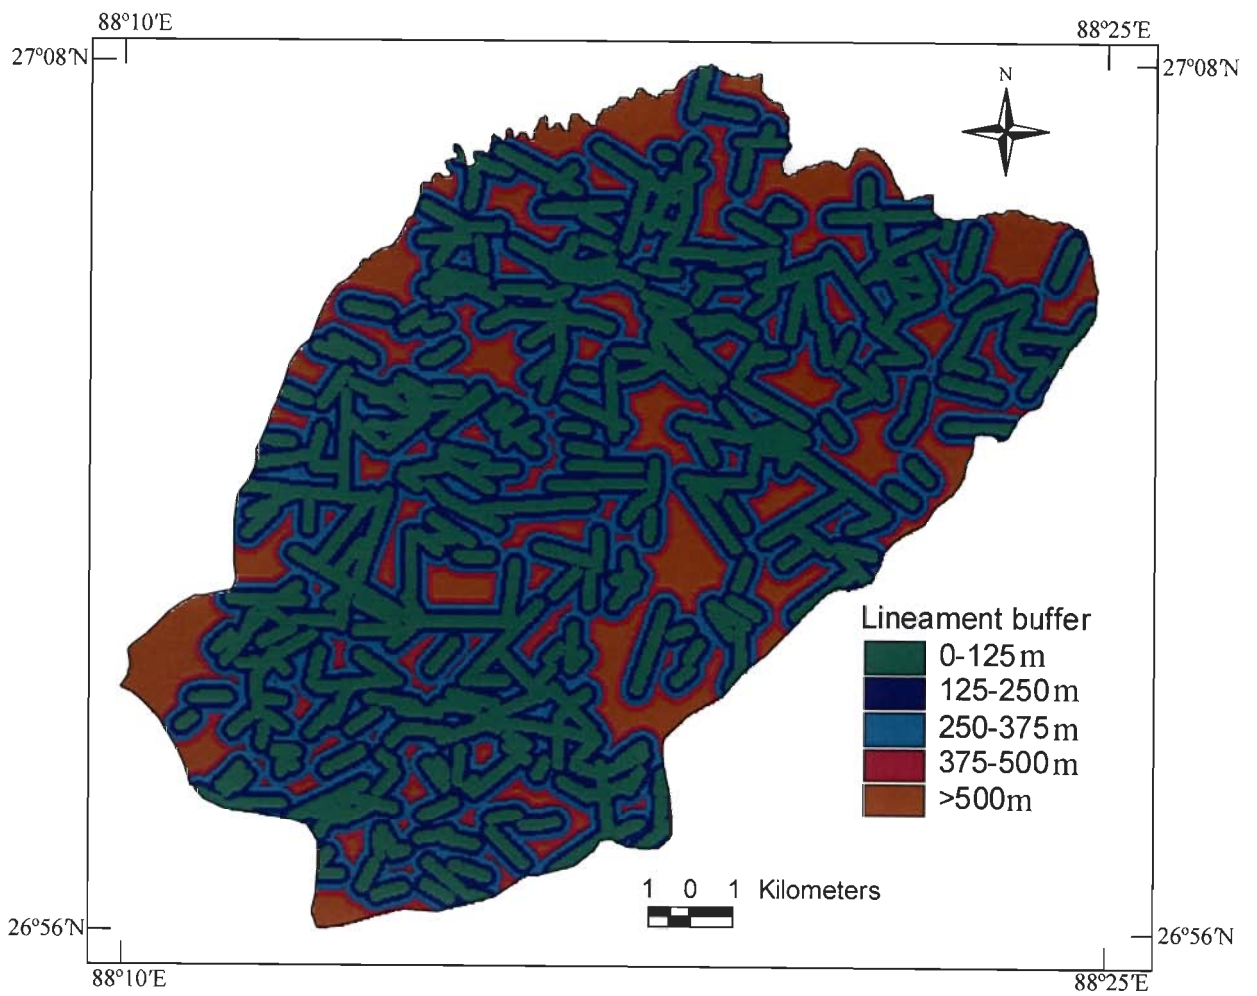 88°10'E
88°25'E
27°08'N
27°08'N
N
Lineament buffer
0-125m
125-250m
250-375m
375-500m
>500m
1 0 1 Kilometers
26°56'N
26°56'N
88°10'E
88°25'E